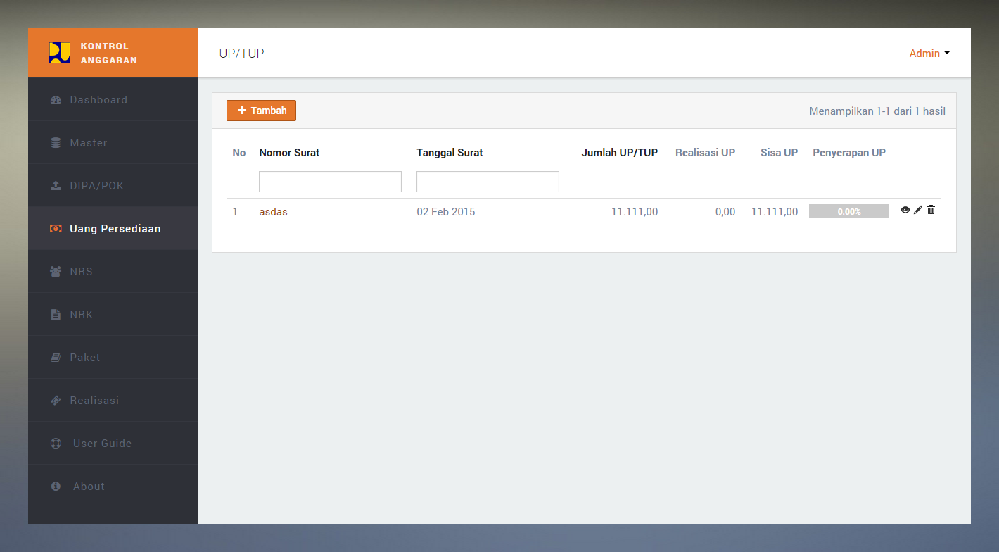 KONTROL
ANGGARAN
UP/TUP
Admin
Dashboard
Master
DIPA/POK
Uang Persediaan
NRS
NRK
Paket
Realisasi
User Guide
About
Tambah
Menampilkan 1-1 dari 1 hasil
No Nomor Surat Tanggal Surat Jumlah UP/TUP Realisasi UP Sisa UP Penyerapan UP
1 asdas 02 Feb 2015 11.111,00 0,00 11.111,00 0.00%